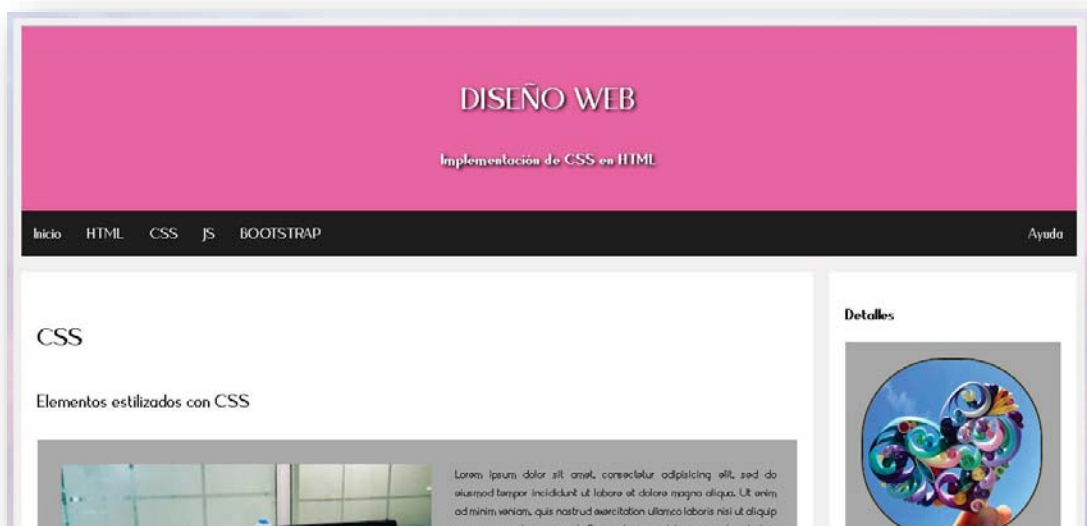 DISEÑO WEB
Implementación de CSS en HTML
Inicio HTML CSS JS BOOTSTRAP Ayuda
CSS
Elementos estilizados con CSS
Detalles
Lorem ipsum dolor sit amet, consectetur adipisicing elit, sed do
eiusmod tempor incididunt ut labore et dolore magna aliqua. Ut enim
ad minim veniam, quis nostrud exercitation ullamco laboris nisi ut aliquip